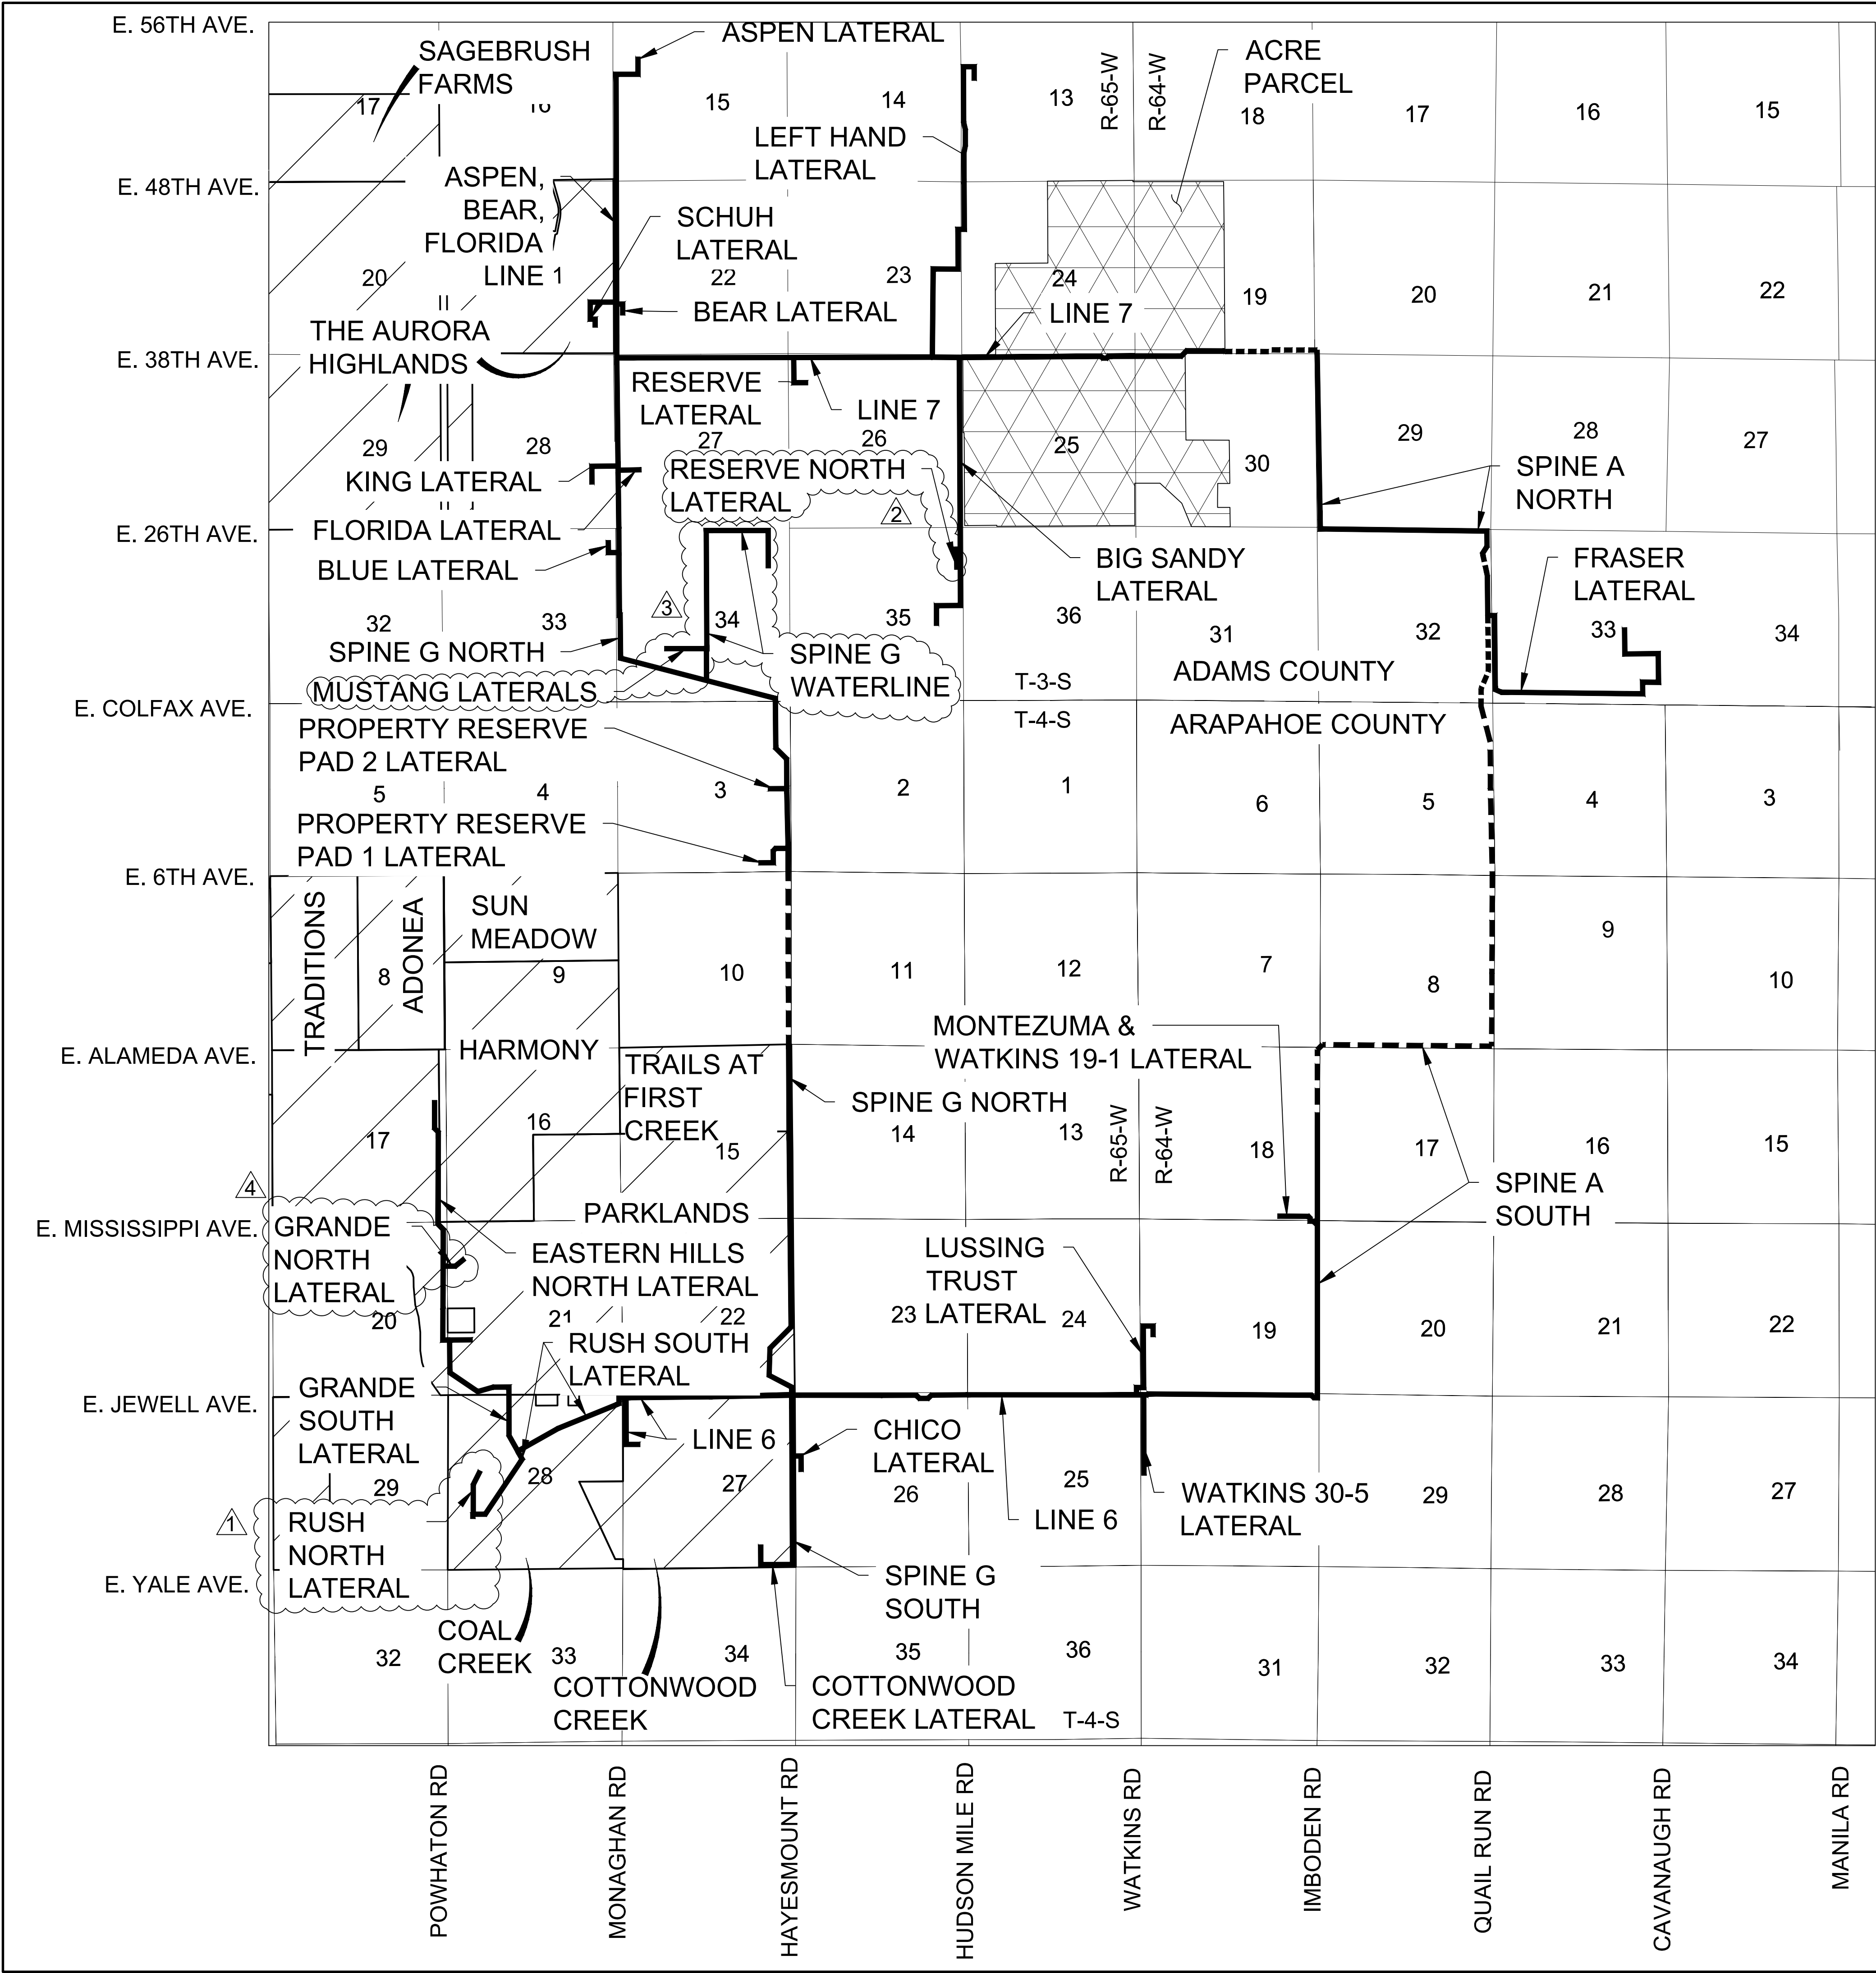 E. 56TH AVE.
SAGEBRUSH
FARMS
ASPEN LATERAL
ACRE
PARCEL
17
16
15
14
13
R-65-W
R-64-W
18
17
16
15
LEFT HAND
LATERAL
E. 48TH AVE.
ASPEN,
BEAR,
FLORIDA
LINE 1
SCHUH
LATERAL
20
22
23
24
19
20
21
22
BEAR LATERAL
LINE 7
THE AURORA
HIGHLANDS
E. 38TH AVE.
RESERVE
LATERAL
LINE 7
29
28
27
26
25
30
29
28
27
RESERVE NORTH
LATERAL
2
SPINE A
NORTH
KING LATERAL
FLORIDA LATERAL
E. 26TH AVE.
BLUE LATERAL
BIG SANDY
LATERAL
FRASER
LATERAL
3
32
33
34
35
36
31
32
33
34
SPINE G NORTH
SPINE G
WATERLINE
MUSTANG LATERALS
T-3-S
ADAMS COUNTY
E. COLFAX AVE.
T-4-S
ARAPAHOE COUNTY
PROPERTY RESERVE
PAD 2 LATERAL
5
4
3
2
1
6
5
4
3
PROPERTY RESERVE
PAD 1 LATERAL
E. 6TH AVE.
TRADITIONS
ADONEA
SUN
MEADOW
8
9
10
11
12
7
8
9
10
MONTEZUMA &
WATKINS 19-1 LATERAL
E. ALAMEDA AVE.
HARMONY
TRAILS AT
FIRST
CREEK
SPINE G NORTH
17
16
15
14
13
R-65-W
R-64-W
18
17
16
15
4
SPINE A
SOUTH
E. MISSISSIPPI AVE.
GRANDE
NORTH
LATERAL
PARKLANDS
EASTERN HILLS
NORTH LATERAL
LUSSING
TRUST
LATERAL
20
21
22
23
24
19
20
21
22
RUSH SOUTH
LATERAL
E. JEWELL AVE.
GRANDE
SOUTH
LATERAL
LINE 6
CHICO
LATERAL
29
28
27
26
25
29
28
27
LINE 6
WATKINS 30-5
LATERAL
1
RUSH
NORTH
LATERAL
E. YALE AVE.
SPINE G
SOUTH
COAL
CREEK
32
33
34
35
36
31
32
33
34
COTTONWOOD
CREEK
COTTONWOOD
CREEK LATERAL
T-4-S
POWHATON RD
MONAGHAN RD
HAYESMOUNT RD
HUDSON MILE RD
WATKINS RD
IMBODEN RD
QUAIL RUN RD
CAVANAUGH RD
MANILA RD